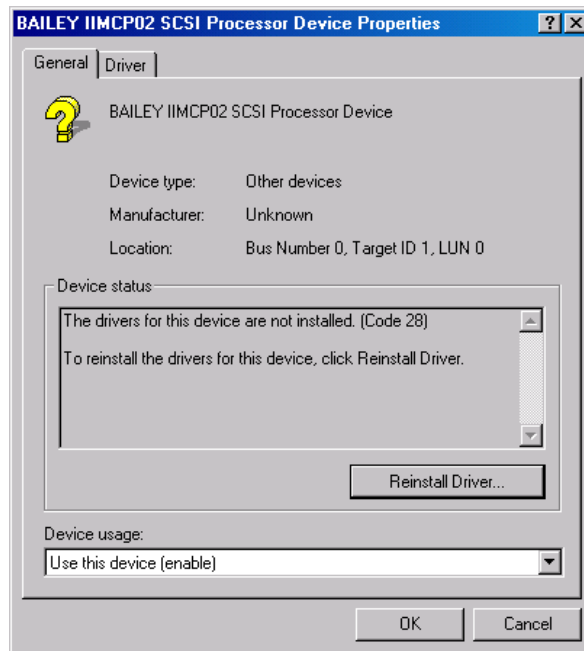 BAILEY IIMCP02 SCSI Processor Device Properties
General Driver
BAILEY IIMCP02 SCSI Processor Device
Device type: Other devices
Manufacturer: Unknown
Location: Bus Number 0, Target ID 1, LUN 0
Device status
The drivers for this device are not installed. (Code 28)
To reinstall the drivers for this device, click Reinstall Driver.
Reinstall Driver...
Device usage:
Use this device (enable)
OK Cancel